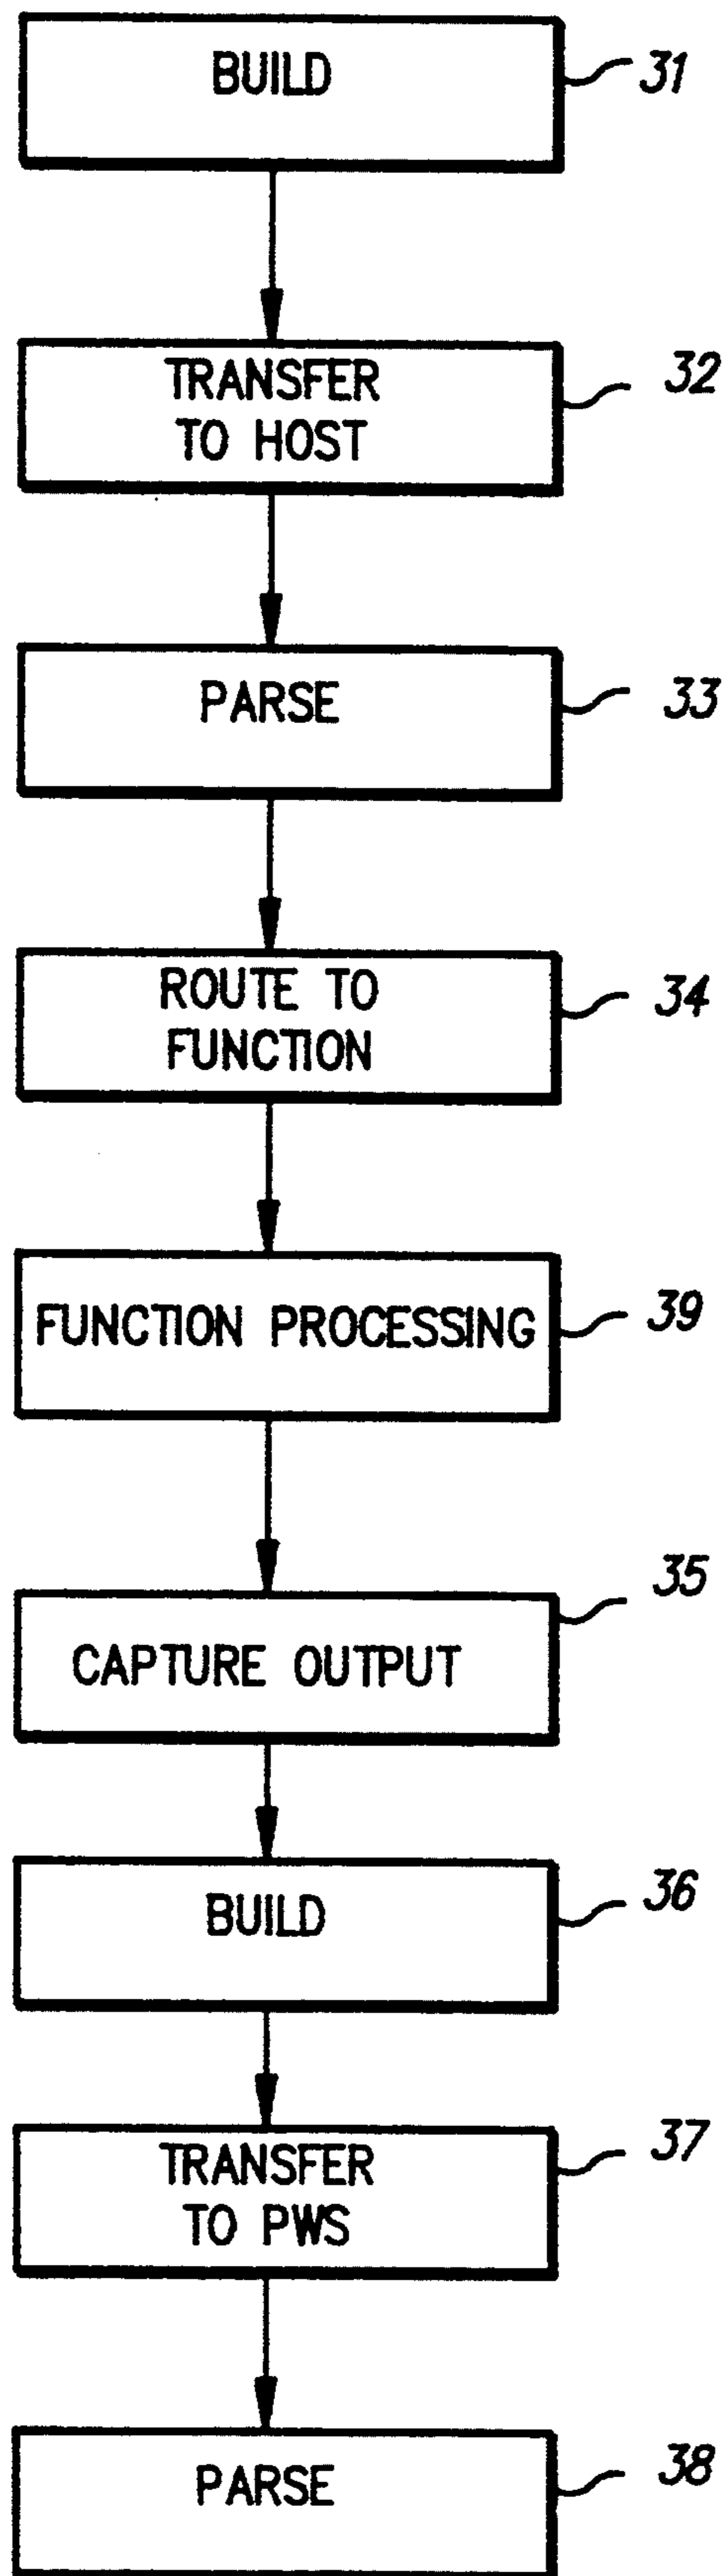 BUILD
31
TRANSFER
TO HOST
32
PARSE
33
ROUTE TO
FUNCTION
34
FUNCTION PROCESSING
39
CAPTURE OUTPUT
35
BUILD
36
TRANSFER
TO PWS
37
PARSE
38